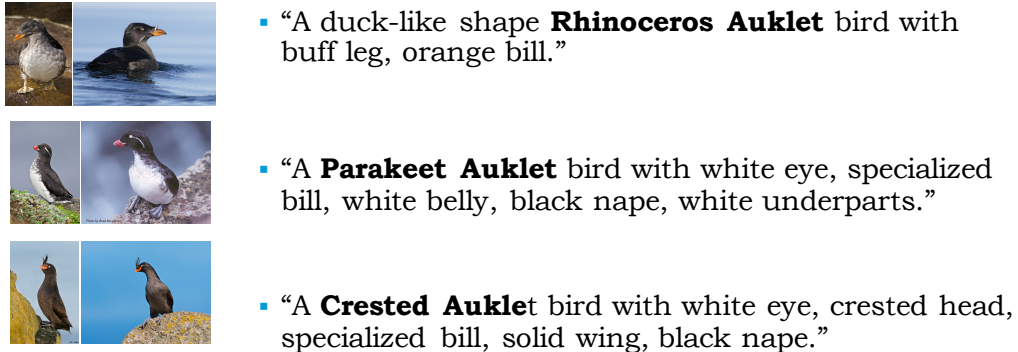 ▪ “A duck-like shape Rhinoceros Auklet bird with
buff leg, orange bill.”
▪ “A Parakeet Auklet bird with white eye, specialized
bill, white belly, black nape, white underparts.”
▪ “A Crested Auklet bird with white eye, crested head,
specialized bill, solid wing, black nape.”